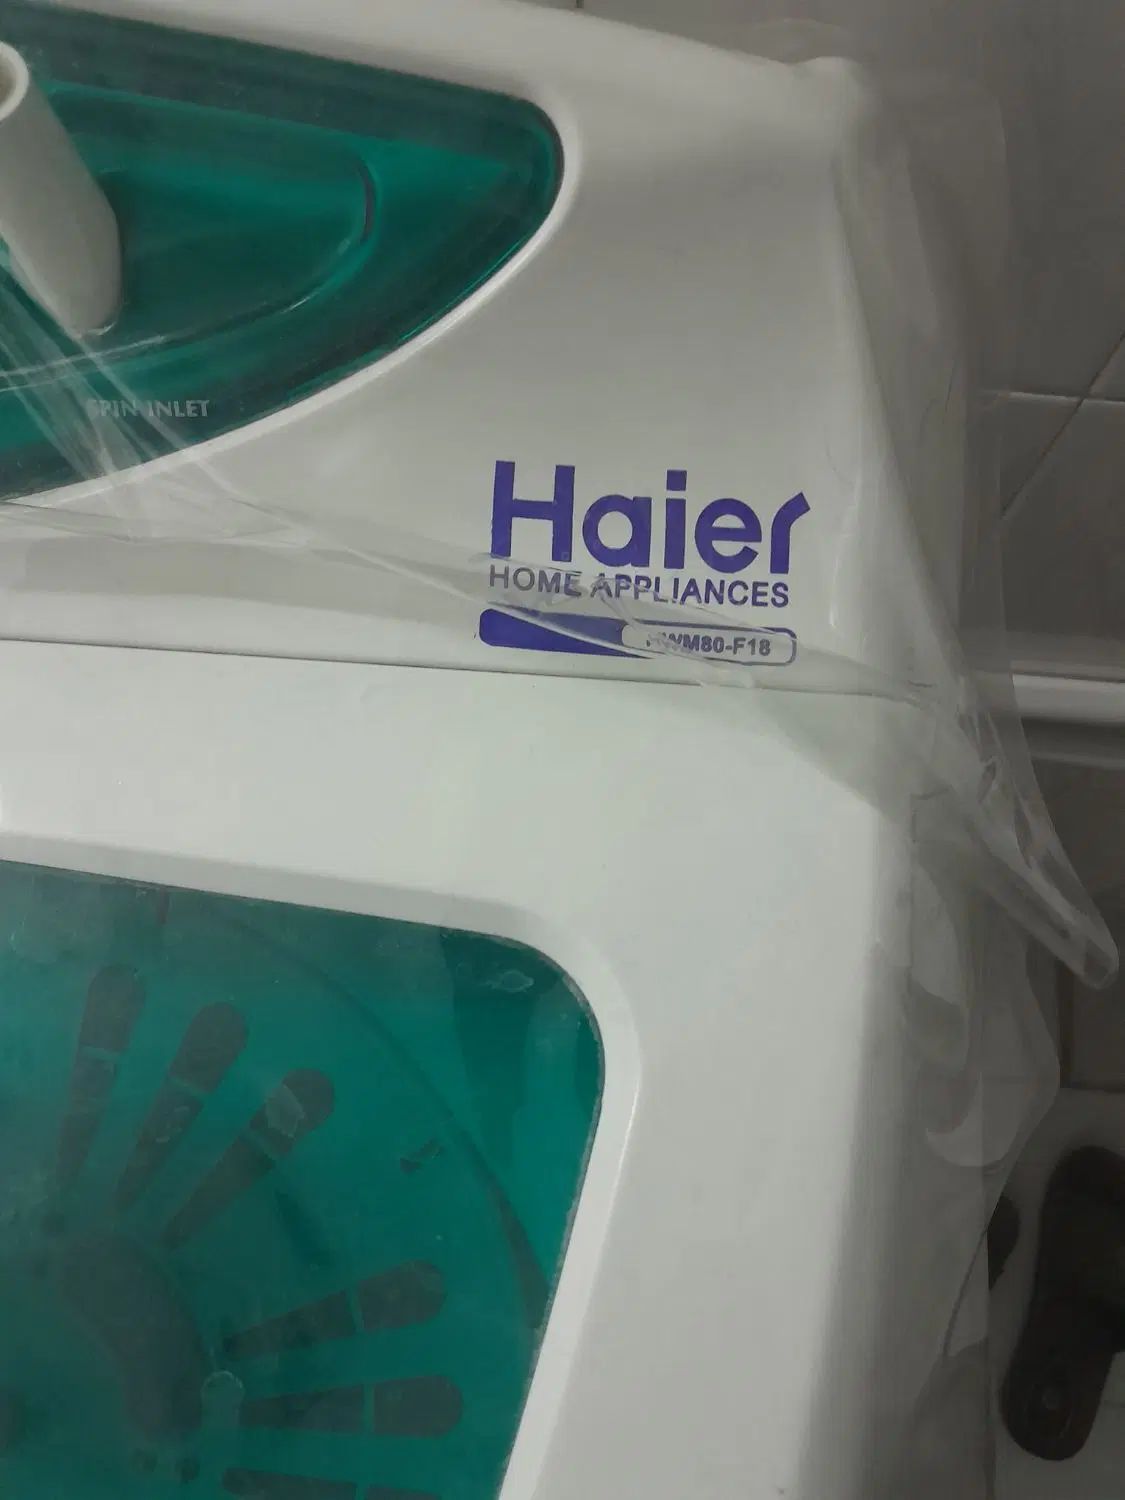 SPIN INLET
Haier
HOME APPLIANCES
HWM80-F18